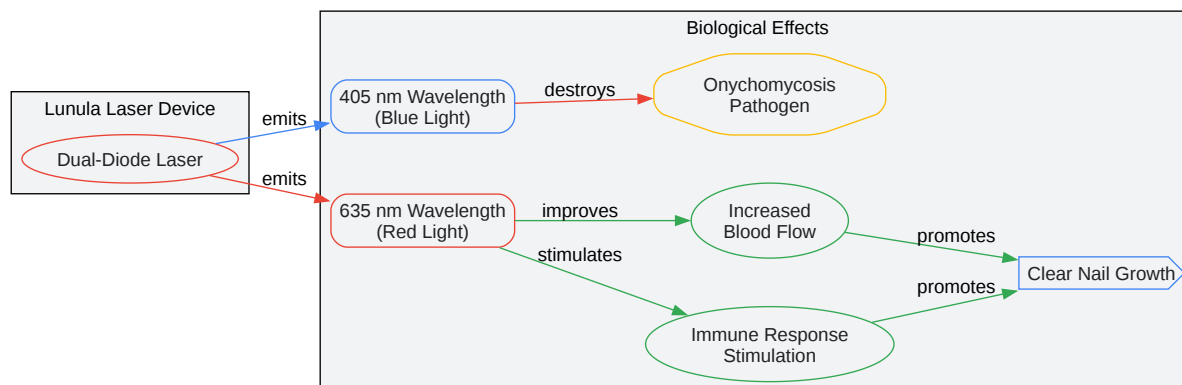 Biological Effects
Lunula Laser Device
Dual-Diode Laser
emits
emits
405 nm Wavelength
(Blue Light)
destroys
Onychomycosis
Pathogen
635 nm Wavelength
(Red Light)
improves
stimulates
Increased
Blood Flow
Immune Response
Stimulation
promotes
promotes
Clear Nail Growth